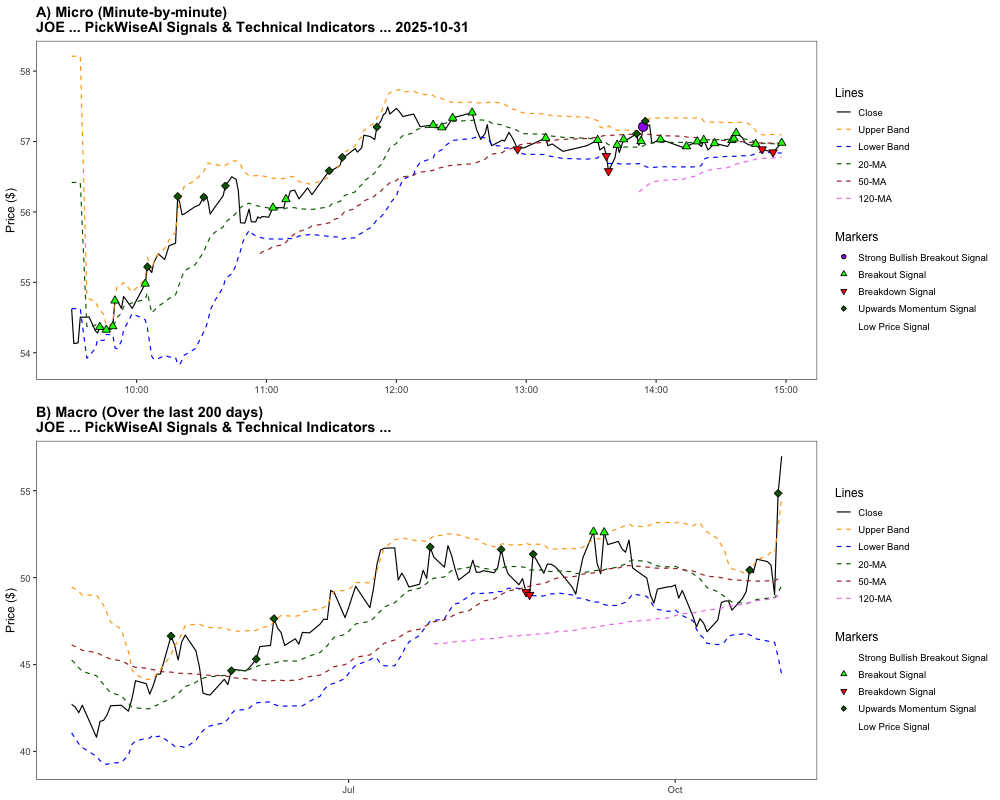 A) Micro (Minute-by-minute)
JOE ... PickWiseAI Signals & Technical Indicators ... 2025-10-31
Price ($)
58
57
56
55
54
10:00
11:00
12:00
13:00
14:00
15:00
Lines
Close
Upper Band
Lower Band
20-MA
50-MA
120-MA
Markers
Strong Bullish Breakout Signal
Breakout Signal
Breakdown Signal
Upwards Momentum Signal
Low Price Signal
B) Macro (Over the last 200 days)
JOE ... PickWiseAI Signals & Technical Indicators ...
Price ($)
55
50
45
40
Jul
Oct
Lines
Close
Upper Band
Lower Band
20-MA
50-MA
120-MA
Markers
Strong Bullish Breakout Signal
Breakout Signal
Breakdown Signal
Upwards Momentum Signal
Low Price Signal